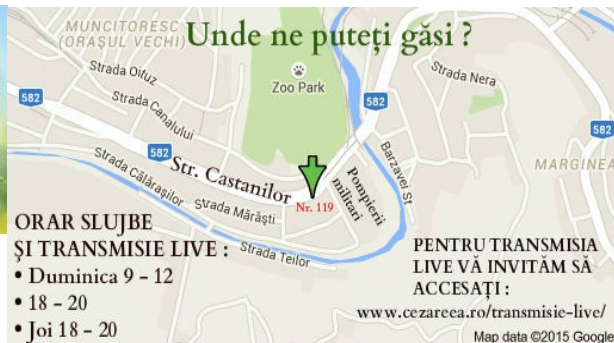 Unde ne puteți găsi ?
MUNCITORESC
(ORAȘUL VECHI)
Strada Oituz
Zoo Park
Strada Nera
582
582
Strada Canalului
582
582
Str. Castanilor
Barzavei St
MARGINEA
Strada Călărașilor
Strada Mărăști
Nr. 119
Pompierii
militari
Strada Teilor
ORAR SLUJBE
ȘI TRANSMISIE LIVE :
• Duminica 9 – 12
• 18 – 20
• Joi 18 – 20
PENTRU TRANSMISIA
LIVE VĂ INVITĂM SĂ
ACCESAȚI :
www.cezareea.ro/transmisie-live/
Map data ©2015 Google